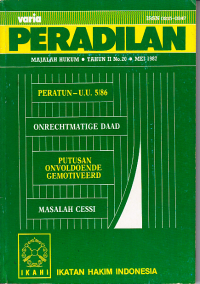 varia
PERADILAN
MAJALAH HUKUM ● TAHUN II No.20 ● MEI 1987
PERATUN – U.U. 5/86
ONRECHTMATIGE DAAD
PUTUSAN
ONVOLDOENDE
GEMOTIVEERD
MASALAH CESSI
IKAHI
IKATAN HAKIM INDONESIA